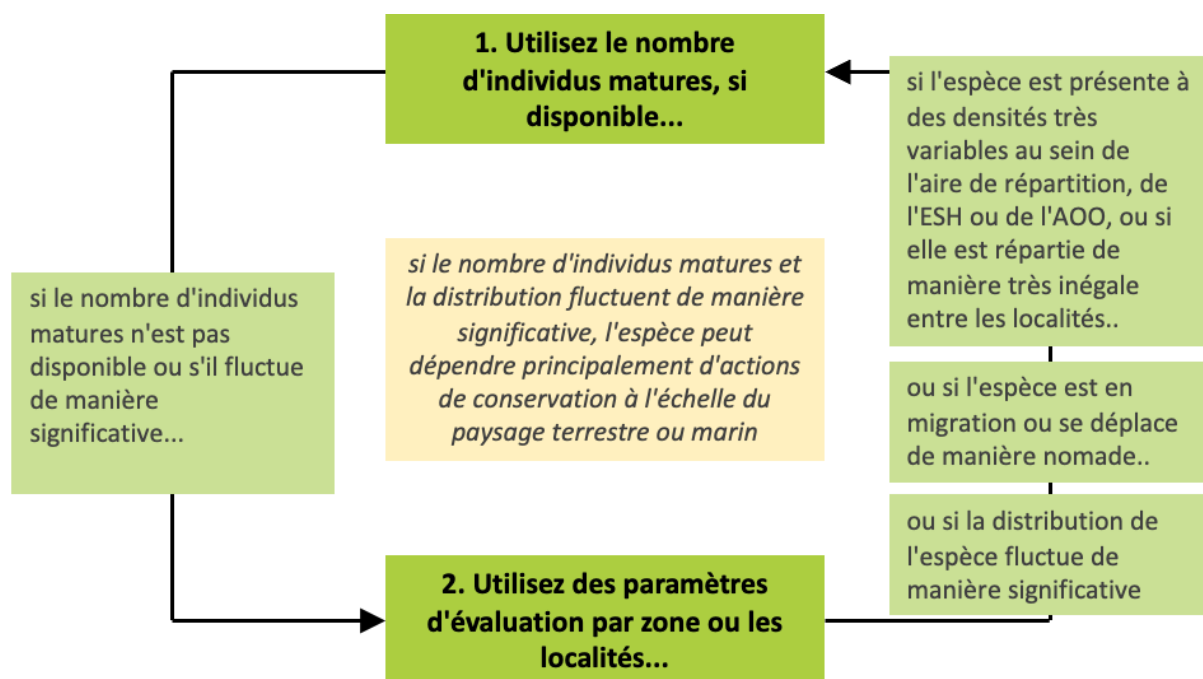 1. Utilisez le nombre
d'individus matures, si
disponible...
si l'espèce est présente à
des densités très
variables au sein de
l'aire de répartition, de
l'ESH ou de l'AOO, ou si
elle est répartie de
manière très inégale
entre les localités..
si le nombre d'individus
matures n'est pas
disponible ou s'il fluctue
de manière
significative...
si le nombre d'individus matures et
la distribution fluctuent de manière
significative, l'espèce peut
dépendre principalement d'actions
de conservation à l'échelle du
paysage terrestre ou marin
ou si l'espèce est en
migration ou se déplace
de manière nomade..
ou si la distribution de
l'espèce fluctue de
manière significative
2. Utilisez des paramètres
d'évaluation par zone ou les
localités...